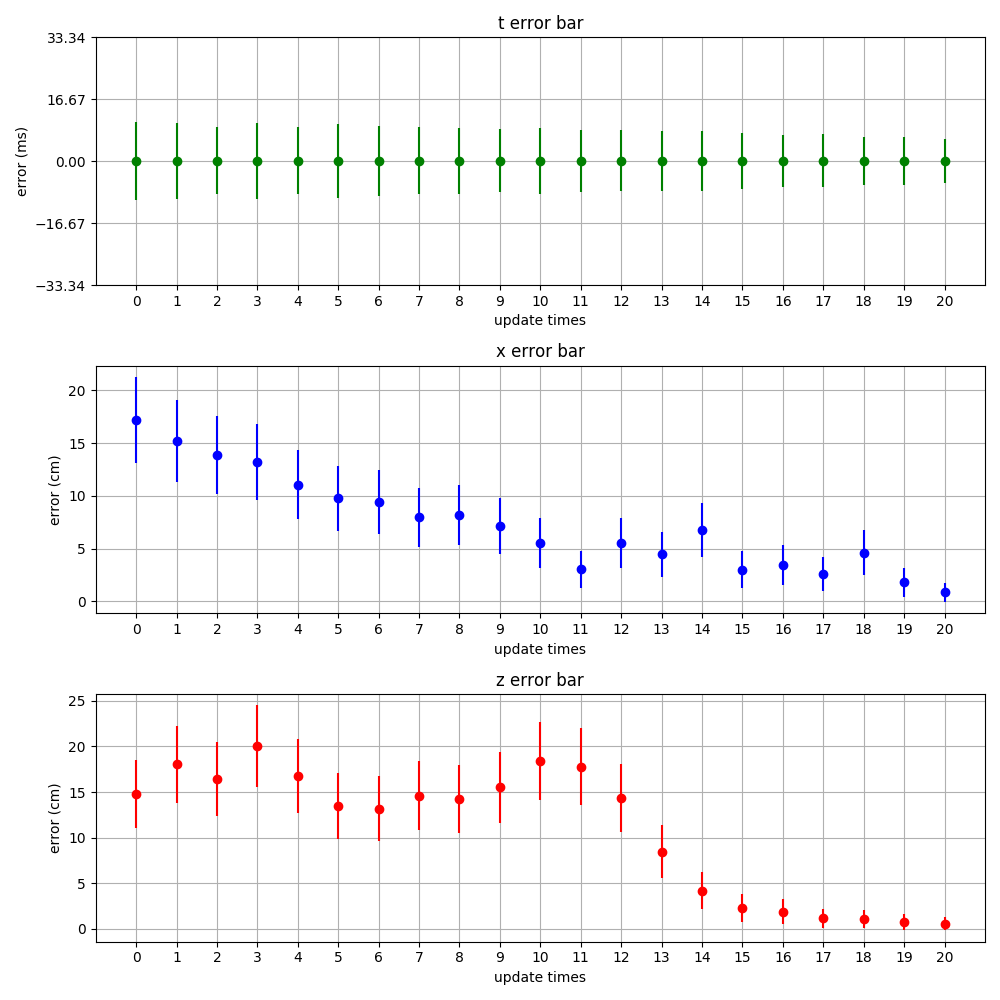 t error bar
33.34
16.67
0.00
−16.67
−33.34
error (ms)
0 1 2 3 4 5 6 7 8 9 10 11 12 13 14 15 16 17 18 19 20
update times
x error bar
20
15
10
5
0
error (cm)
0 1 2 3 4 5 6 7 8 9 10 11 12 13 14 15 16 17 18 19 20
update times
z error bar
25
20
15
10
5
0
error (cm)
0 1 2 3 4 5 6 7 8 9 10 11 12 13 14 15 16 17 18 19 20
update times